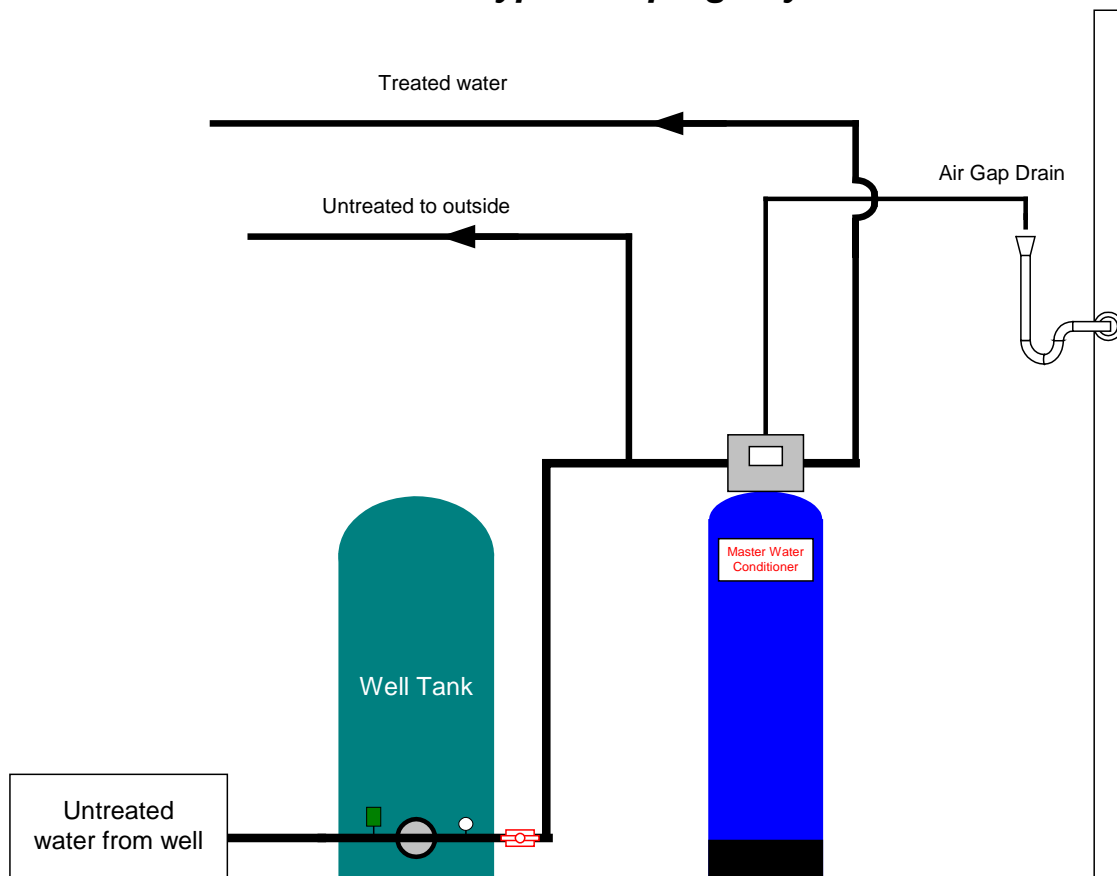 Treated water
Air Gap Drain
Untreated to outside
Master Water
Conditioner
Well Tank
Untreated
water from well